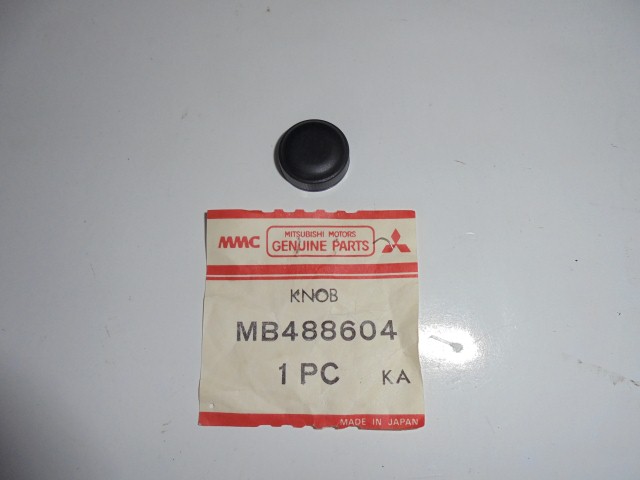 MMC
MITSUBISHI MOTORS
GENUINE PARTS
KNOB
MB488604
1 PC KA
MADE IN JAPAN